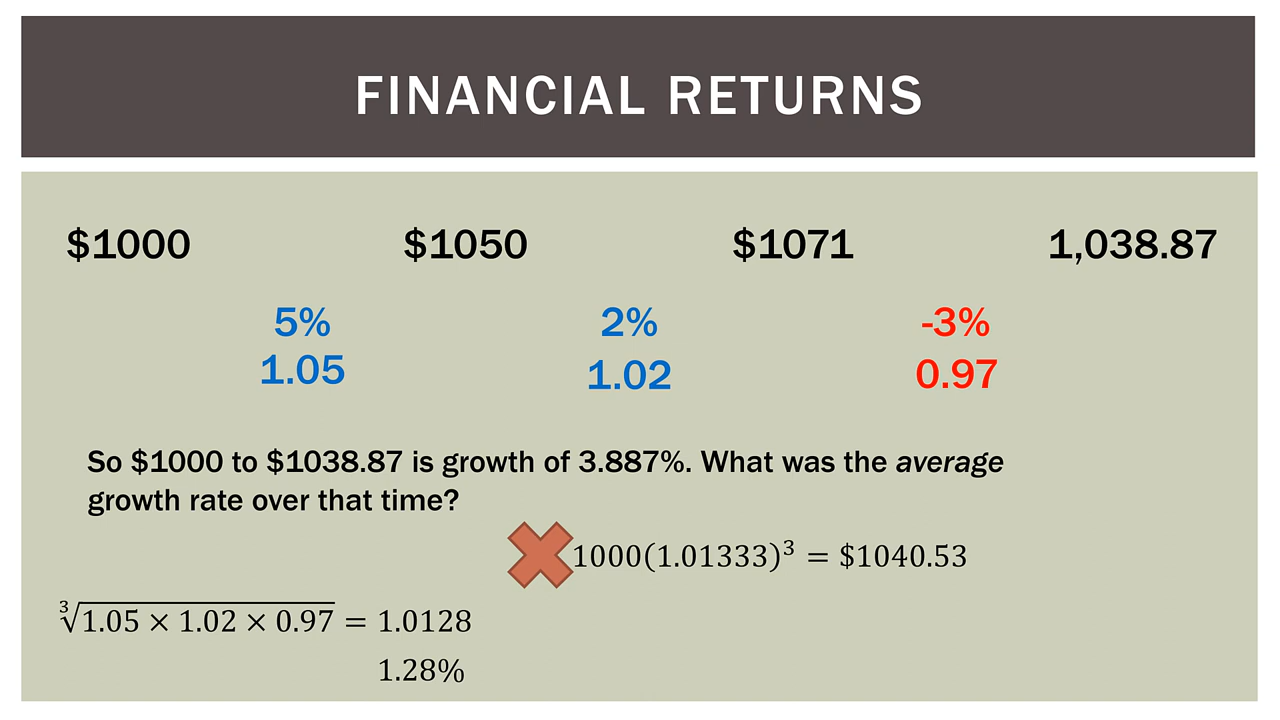 FINANCIAL RETURNS
$1000 $1050 $1071 1,038.87
5% 2% -3%
1.05 1.02 0.97
So $1000 to $1038.87 is growth of 3.887%. What was the average
growth rate over that time?
1000(1.01333)³ = $1040.53
∛1.05 × 1.02 × 0.97 = 1.0128
1.28%